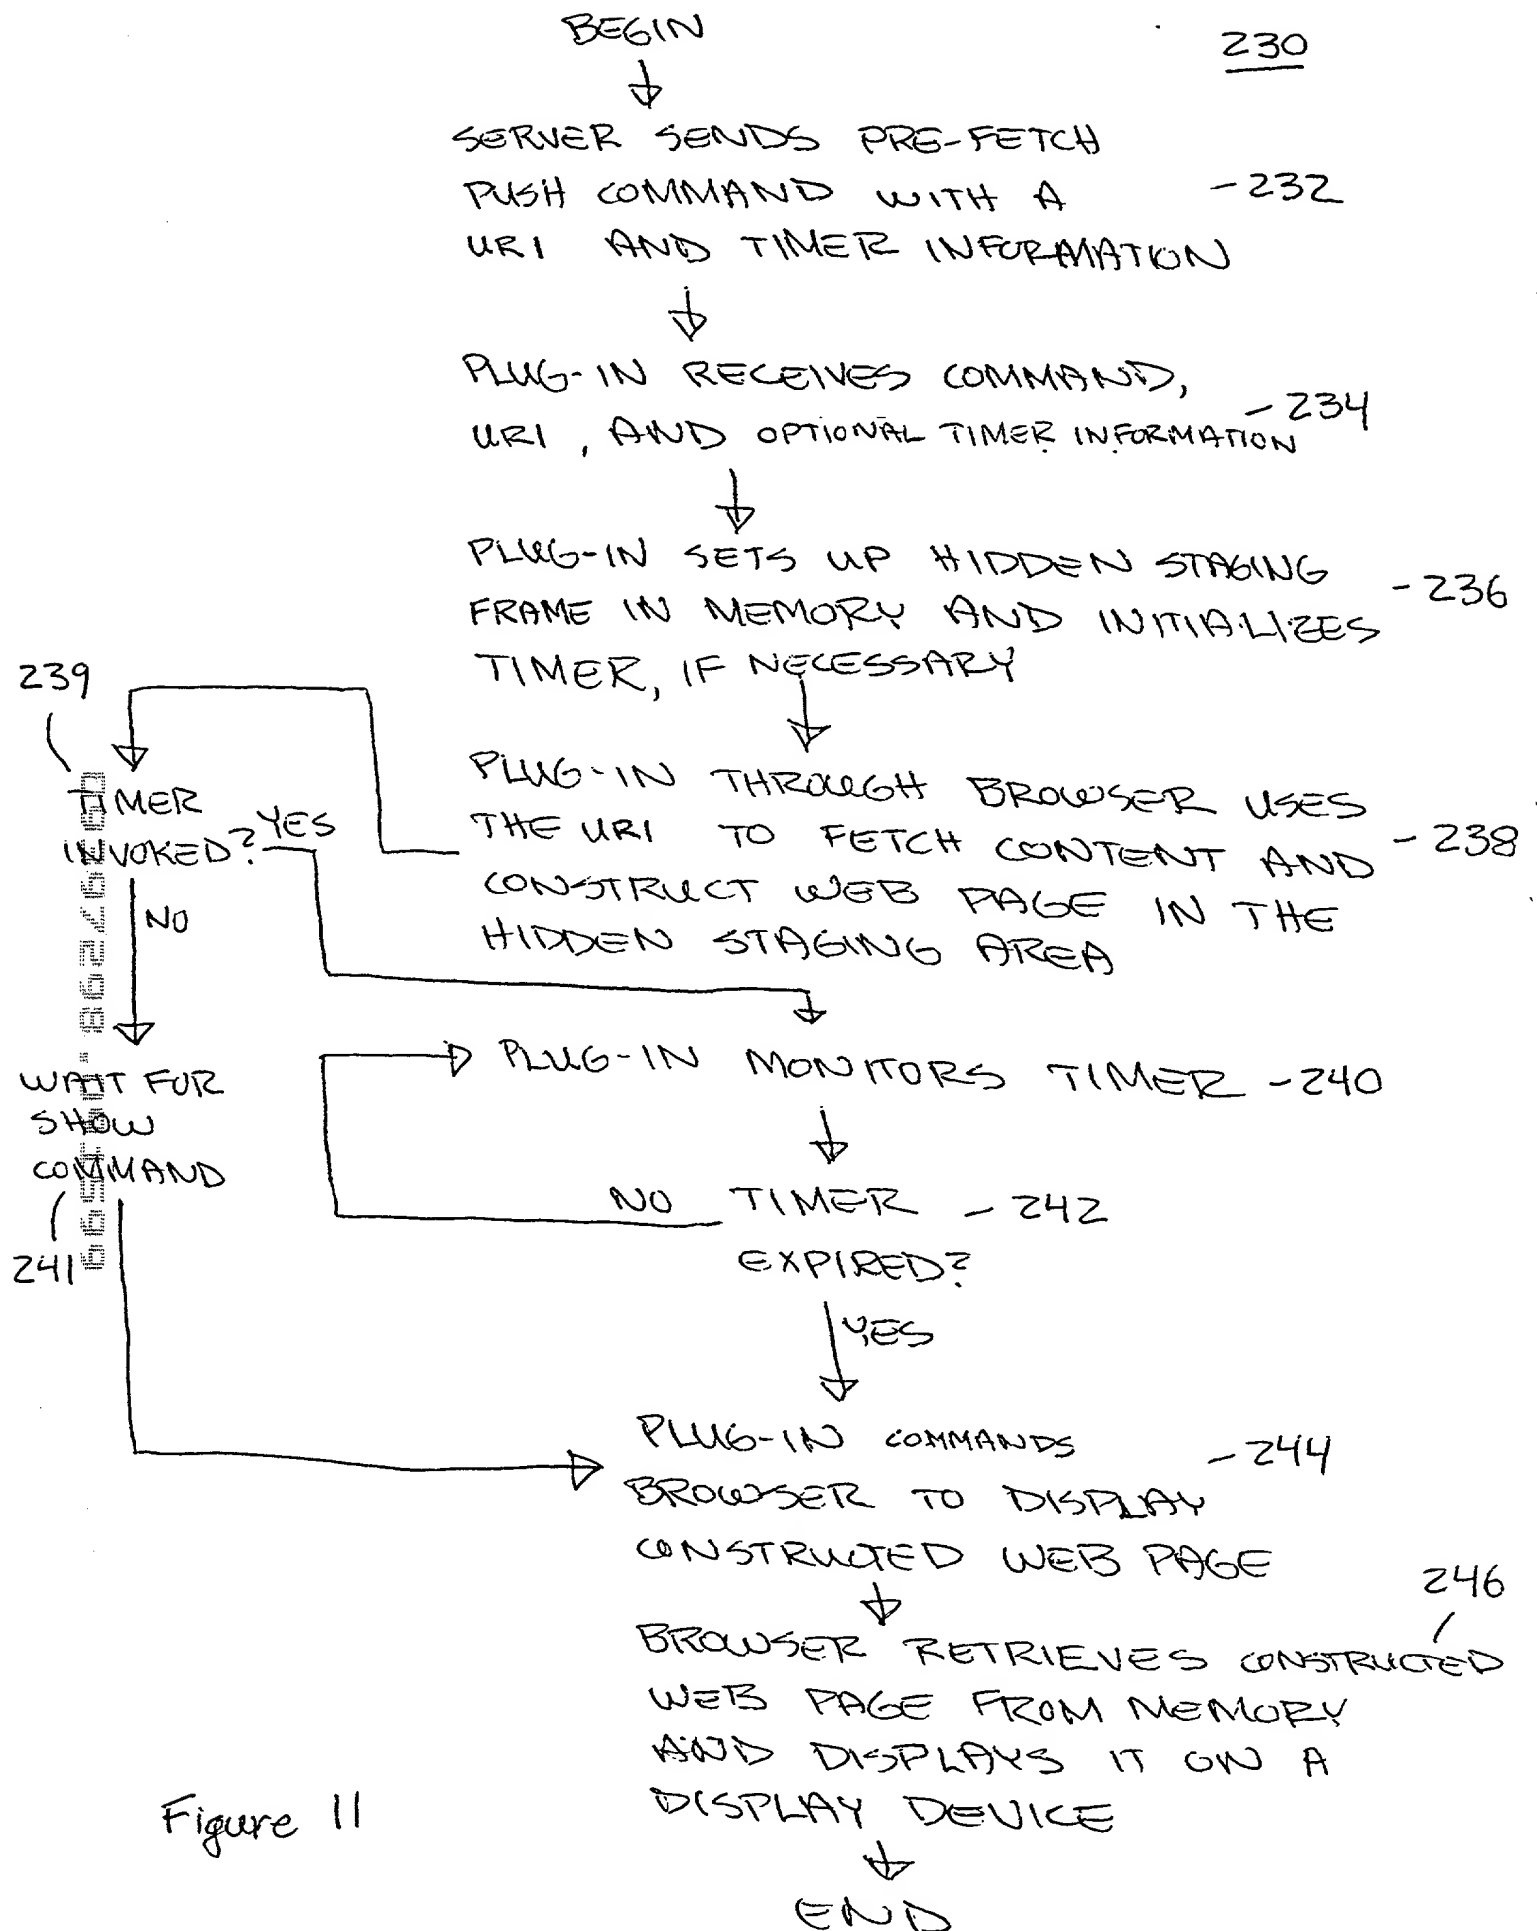 BEGIN
230
SERVER SENDS PRE-FETCH
PUSH COMMAND WITH A
-232
URI AND TIMER INFORMATION
PLUG-IN RECEIVES COMMAND,
-234
URI, AND OPTIONAL TIMER INFORMATION
PLUG-IN SETS UP HIDDEN STAGING
-236
FRAME IN MEMORY AND INITIALIZES
TIMER, IF NECESSARY
239
TIMER
INVOKED?
YES
NO
PLUG-IN THROUGH BROWSER USES
THE URI TO FETCH CONTENT AND
-238
CONSTRUCT WEB PAGE IN THE
HIDDEN STAGING AREA
WAIT FOR
SHOW
COMMAND
241
PLUG-IN MONITORS TIMER -240
NO
TIMER -242
EXPIRED?
YES
PLUG-IN COMMANDS
-244
BROWSER TO DISPLAY
CONSTRUCTED WEB PAGE
246
BROWSER RETRIEVES CONSTRUCTED
WEB PAGE FROM MEMORY
AND DISPLAYS IT ON A
DISPLAY DEVICE
Figure 11
END